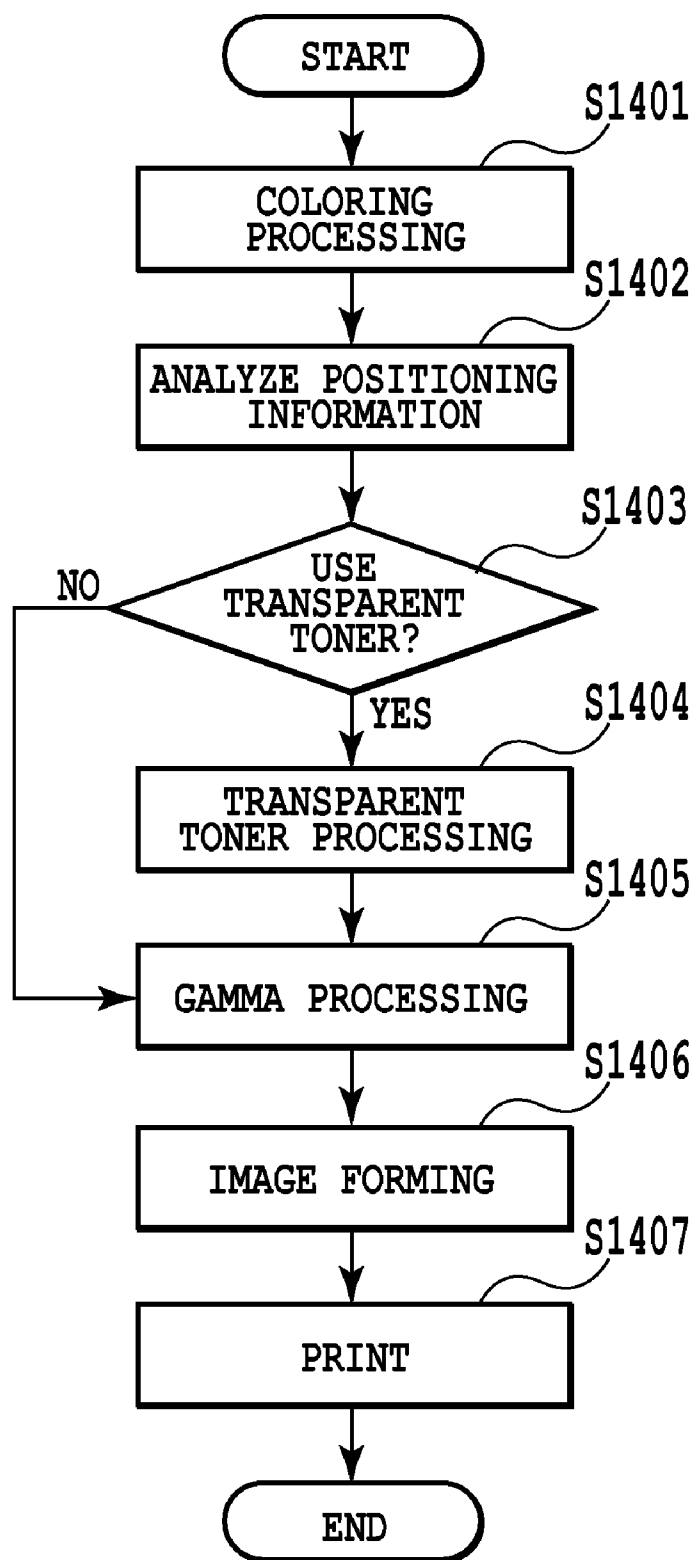 START
S1401
COLORING
PROCESSING
S1402
ANALYZE POSITIONING
INFORMATION
S1403
USE
TRANSPARENT
TONER?
NO
YES
S1404
TRANSPARENT
TONER PROCESSING
S1405
GAMMA PROCESSING
S1406
IMAGE FORMING
S1407
PRINT
END